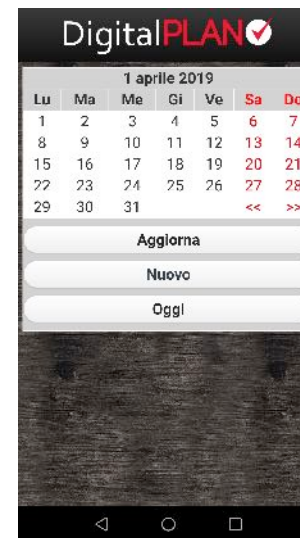 DigitalPLAN
1 aprile 2019
Lu Ma Me Gi Ve Sa Do
1 2 3 4 5 6 7
8 9 10 11 12 13 14
15 16 17 18 19 20 21
22 23 24 25 26 27 28
29 30 31 << >>
Aggiorna
Nuovo
Oggi